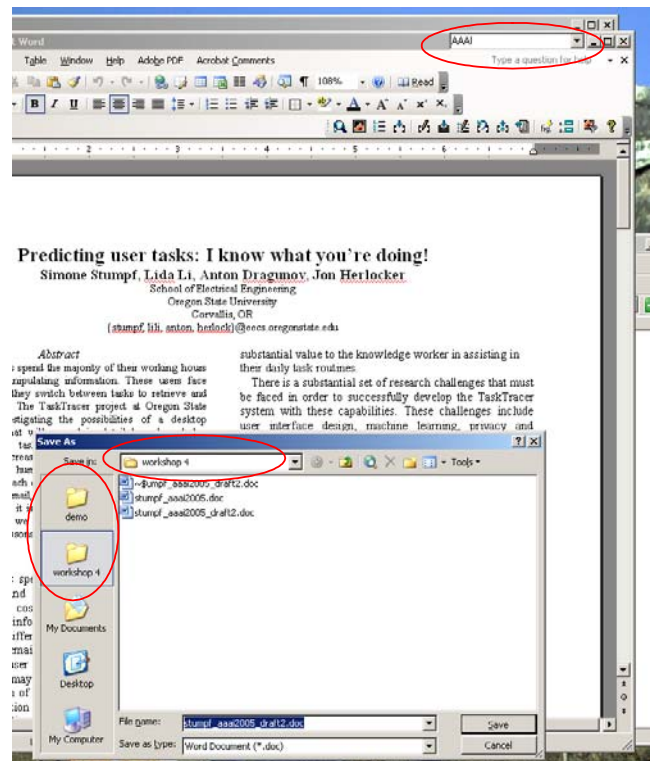 t Word
AAAI
Table Window Help Adobe PDF Acrobat Comments
Type a question for help
108% Read
B I U
2 3 4 5 6
Predicting user tasks: I know what you're doing!
Simone Stumpf, Lida Li, Anton Dragunov, Jon Herlocker
School of Electrical Engineering
Oregon State University
Corvallis, OR
{stumpf, lili, anton, herlock}@eecs.oregonstate.edu
Abstract
s spend the majority of their working hours
nipulating information. These users face
they switch between tasks to retrieve and
The TaskTracer project at Oregon State
estigating the possibilities of a desktop
substantial value to the knowledge worker in assisting in
their daily task routines.
There is a substantial set of research challenges that must
be faced in order to successfully develop the TaskTracer
system with these capabilities. These challenges include
user interface design, machine learning, privacy and
Save As
Save in: workshop 4
Tools
demo
workshop 4
My Documents
Desktop
My Computer
~$umpf_aaai2005_draft2.doc
stumpf_aaai2005.doc
stumpf_aaai2005_draft2.doc
File name: stumpf_aaai2005_draft2.doc Save
Save as type: Word Document (*.doc) Cancel